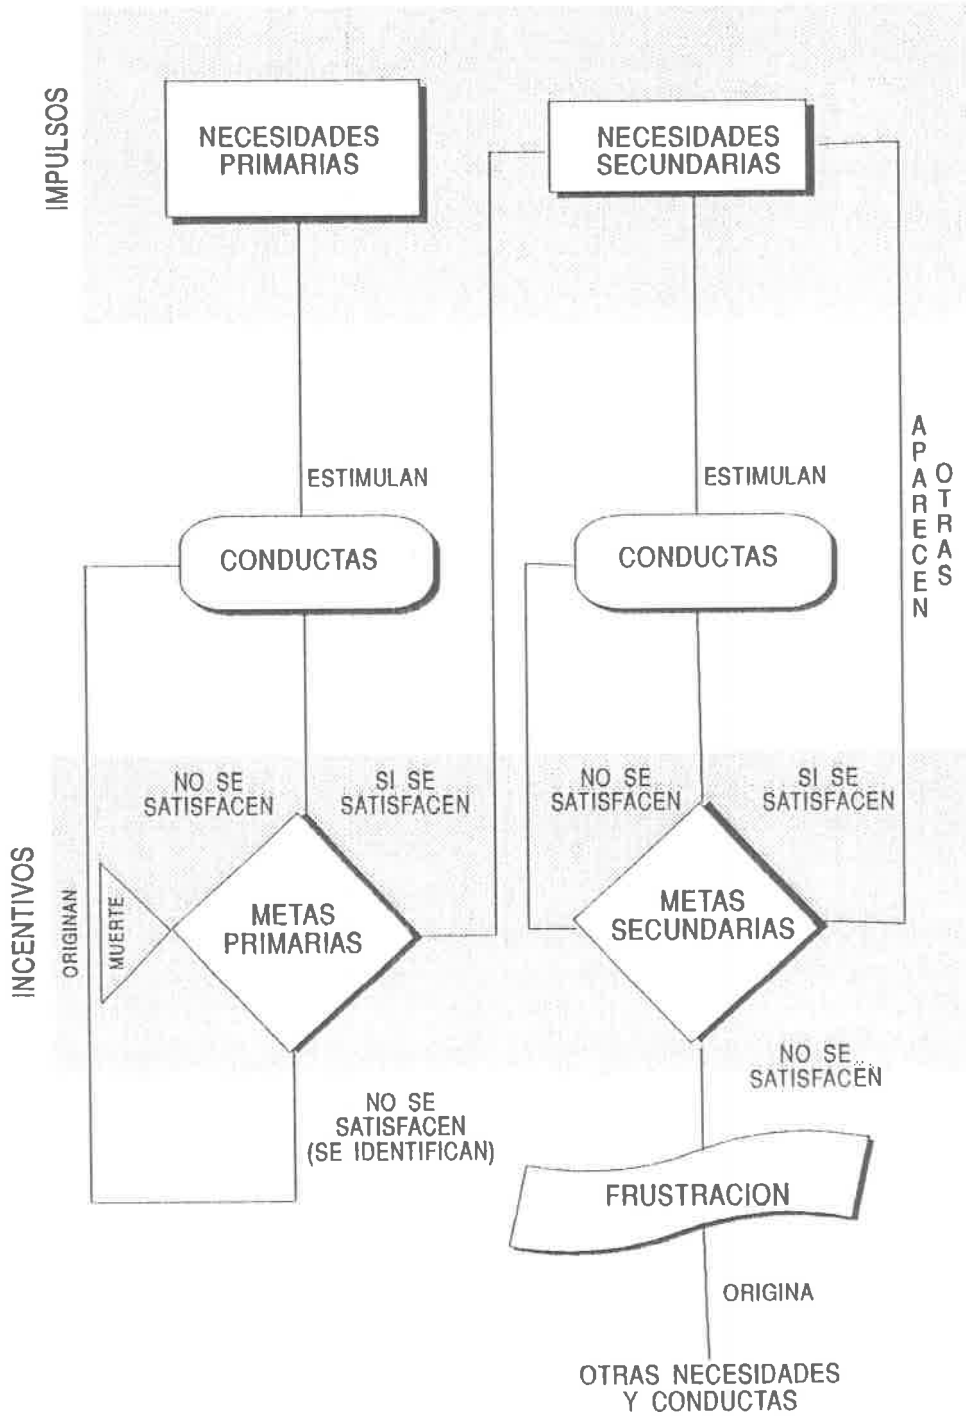 IMPULSOS
NECESIDADES
PRIMARIAS
NECESIDADES
SECUNDARIAS
ESTIMULAN
ESTIMULAN
APARECEN
OTRAS
CONDUCTAS
CONDUCTAS
NO SE
SATISFACEN
SI SE
SATISFACEN
NO SE
SATISFACEN
SI SE
SATISFACEN
INCENTIVOS
ORIGINAN
MUERTE
METAS
PRIMARIAS
METAS
SECUNDARIAS
NO SE
SATISFACEN
(SE IDENTIFICAN)
NO SE
SATISFACEN
FRUSTRACION
ORIGINA
OTRAS NECESIDADES
Y CONDUCTAS